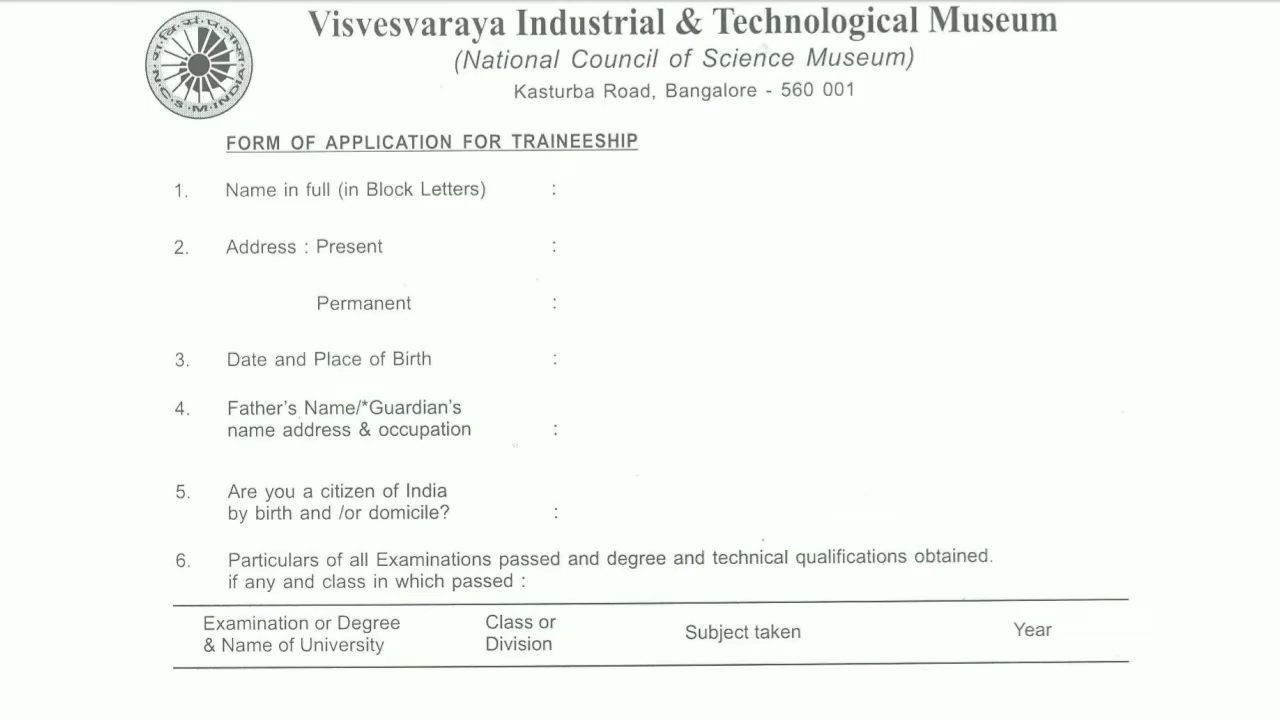 Visvesvaraya Industrial & Technological Museum
(National Council of Science Museum)
Kasturba Road, Bangalore - 560 001
N.C.S.M. INDIA
FORM OF APPLICATION FOR TRAINEESHIP
1. Name in full (in Block Letters) :
2. Address : Present :
Permanent :
3. Date and Place of Birth :
4. Father's Name/*Guardian's
name address & occupation :
5. Are you a citizen of India
by birth and /or domicile? :
6. Particulars of all Examinations passed and degree and technical qualifications obtained.
if any and class in which passed :
Examination or Degree Class or Subject taken Year
& Name of University Division